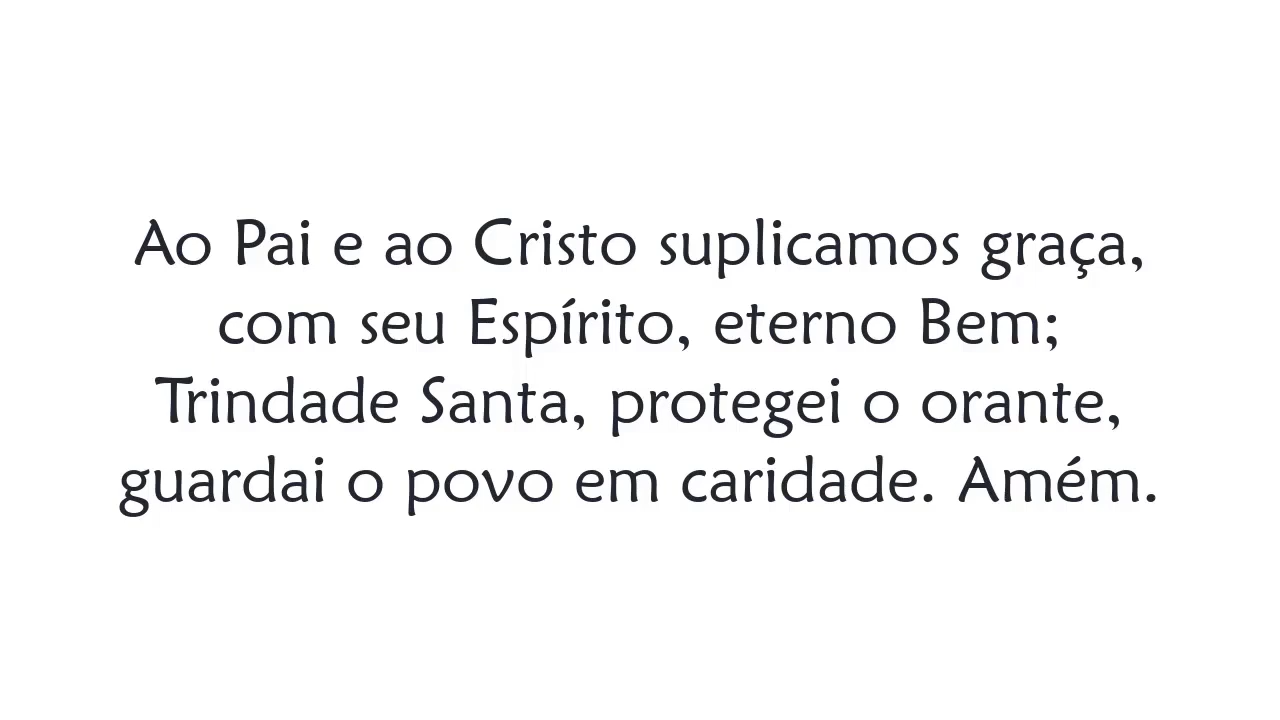 Ao Pai e ao Cristo suplicamos graça,
com seu Espírito, eterno Bem;
Trindade Santa, protegei o orante,
guardai o povo em caridade. Amém.